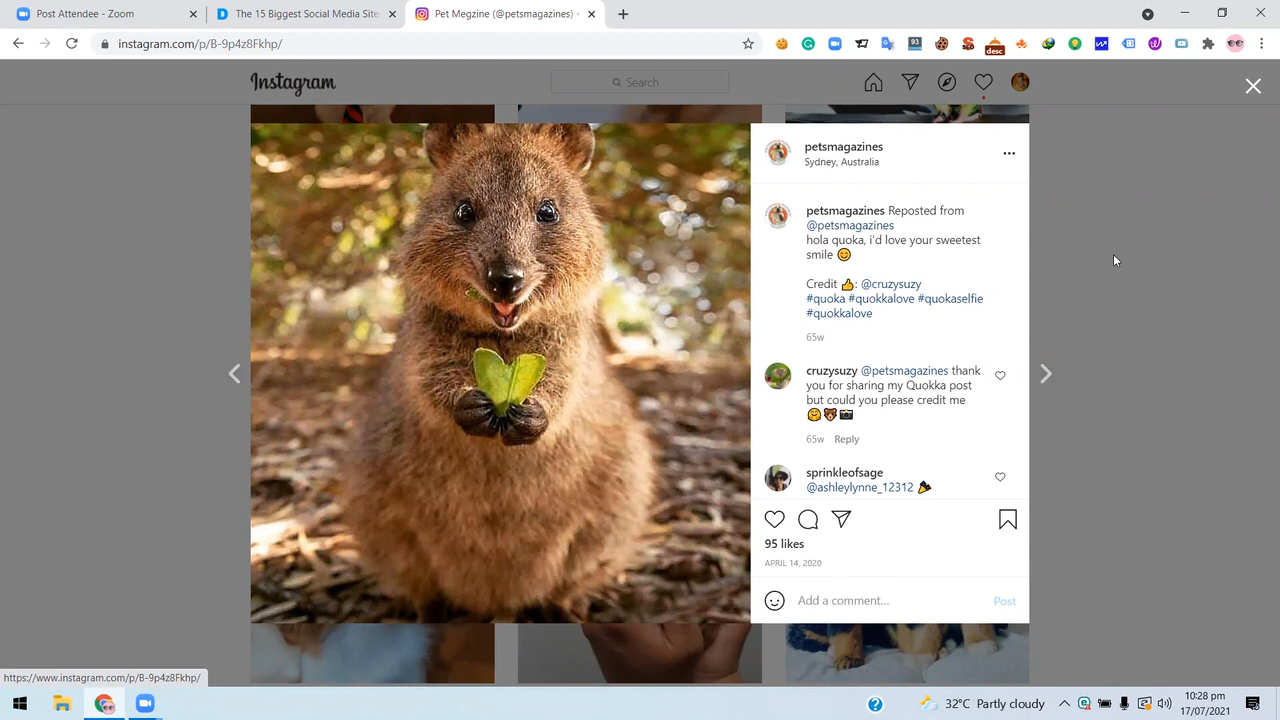 Post Attendee - Zoom
The 15 Biggest Social Media Site
Pet Megzine (@petsmagazines) •
instagram.com/p/B-9p4z8Fkhp/
93
desc
Instagram
Search
petsmagazines
Sydney, Australia
petsmagazines Reposted from
@petsmagazines
hola quoka, i'd love your sweetest
smile 😊
Credit 👍: @cruzysuzy
#quoka #quokkalove #quokaselfie
#quokkalove
65w
cruzysuzy @petsmagazines thank
you for sharing my Quokka post
but could you please credit me
🤗🐻📸
65w Reply
sprinkleofsage
@ashleylynne_12312 🎉
95 likes
APRIL 14, 2020
Add a comment...
Post
https://www.instagram.com/p/B-9p4z8Fkhp/
32°C Partly cloudy
10:28 pm
17/07/2021